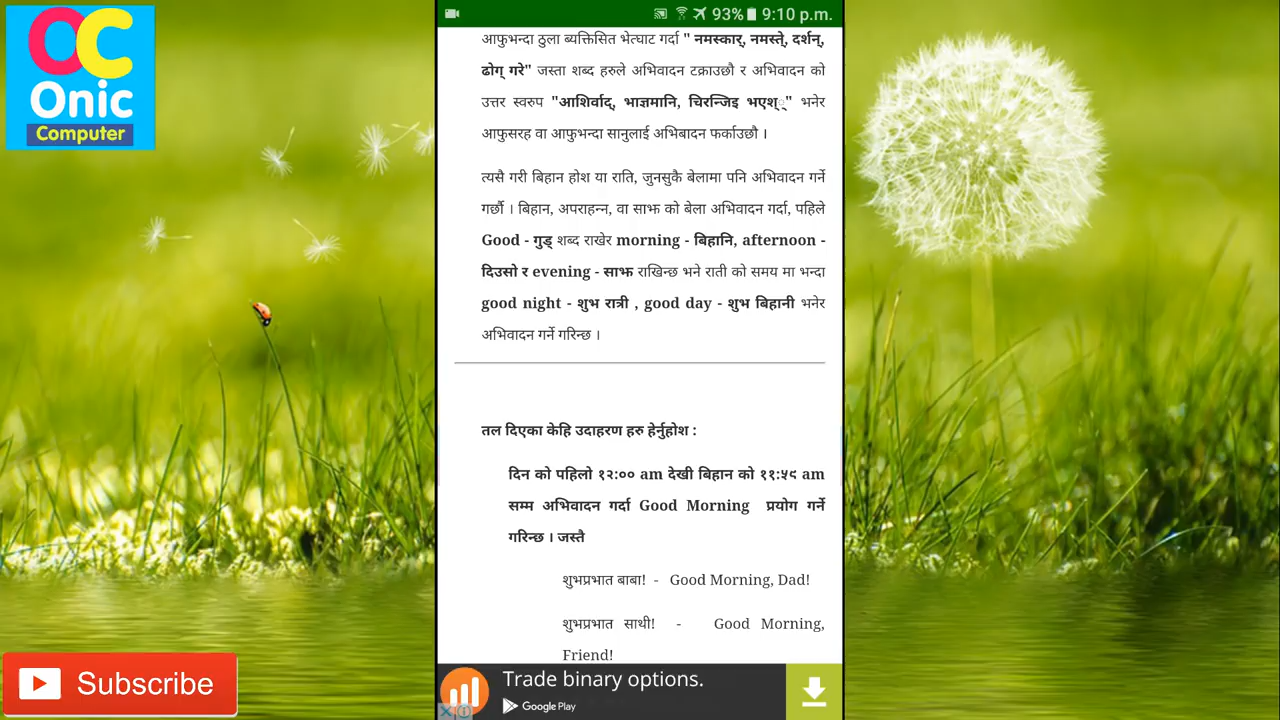 OC
Onic
Computer
93% 9:10 p.m.
आफुभन्दा ठुला ब्यक्तिसित भेत्घाट गर्दा " नमस्कार्, नमस्ते्, दर्शन्,
ढोग् गरे" जस्ता शब्द हरुले अभिवादन टक्राउछौ र अभिवादन को
उत्तर स्वरुप "आशिर्वाद्, भाज्ञमानि, चिरन्जिइ भएश््" भनेर
आफुसरह वा आफुभन्दा सानुलाई अभिबादन फर्काउछौ ।
त्यसै गरी बिहान होश या राति, जुनसुकै बेलामा पनि अभिवादन गर्ने
गर्छौ । बिहान, अपराहन्न, वा साझ को बेला अभिवादन गर्दा, पहिले
Good - गुड् शब्द राखेर morning - बिहानि, afternoon -
दिउसो र evening - साझ राखिन्छ भने राती को समय मा भन्दा
good night - शुभ रात्री , good day - शुभ बिहानी भनेर
अभिवादन गर्ने गरिन्छ ।
तल दिएका केहि उदाहरण हरु हेर्नुहोश :
दिन को पहिलो १२:०० am देखी बिहान को ११:५९ am
सम्म अभिवादन गर्दा Good Morning प्रयोग गर्ने
गरिन्छ । जस्तै
शुभप्रभात बाबा! - Good Morning, Dad!
शुभप्रभात साथी! - Good Morning,
Friend!
Trade binary options.
Google Play
Subscribe